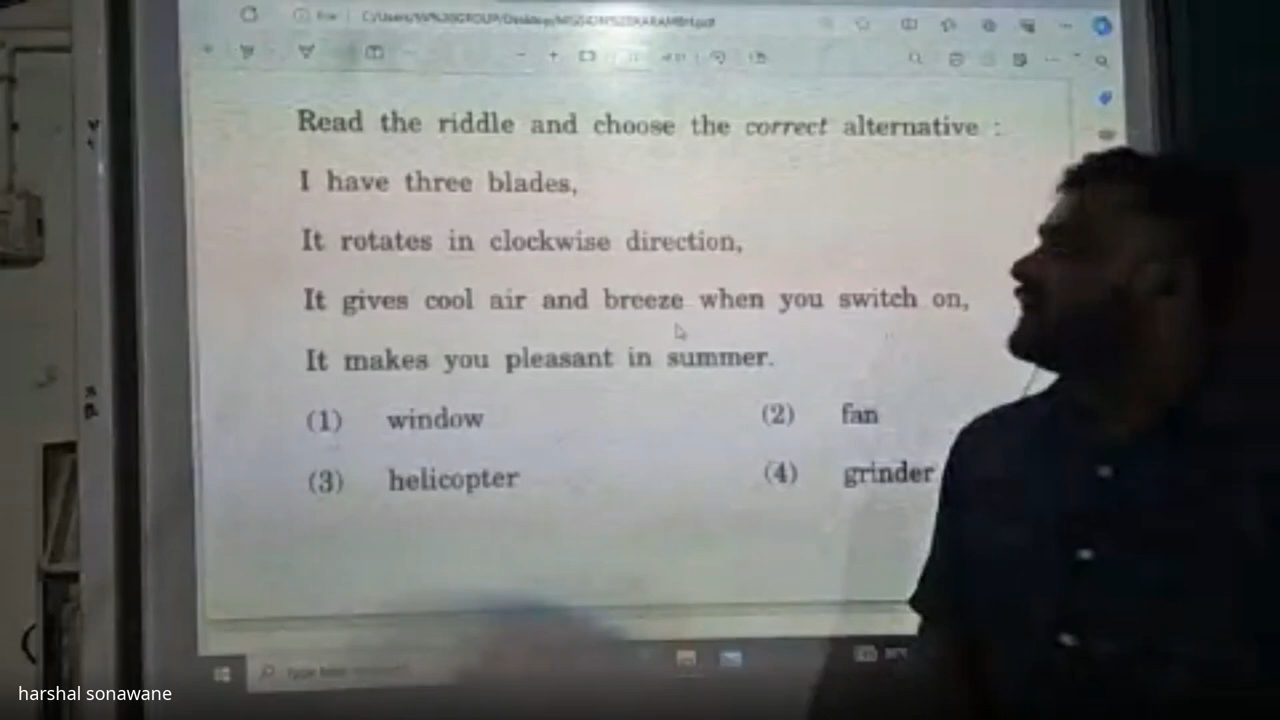 Read the riddle and choose the correct alternative :
I have three blades,
It rotates in clockwise direction,
It gives cool air and breeze when you switch on,
It makes you pleasant in summer.
(1) window (2) fan
(3) helicopter (4) grinder
harshal sonawane